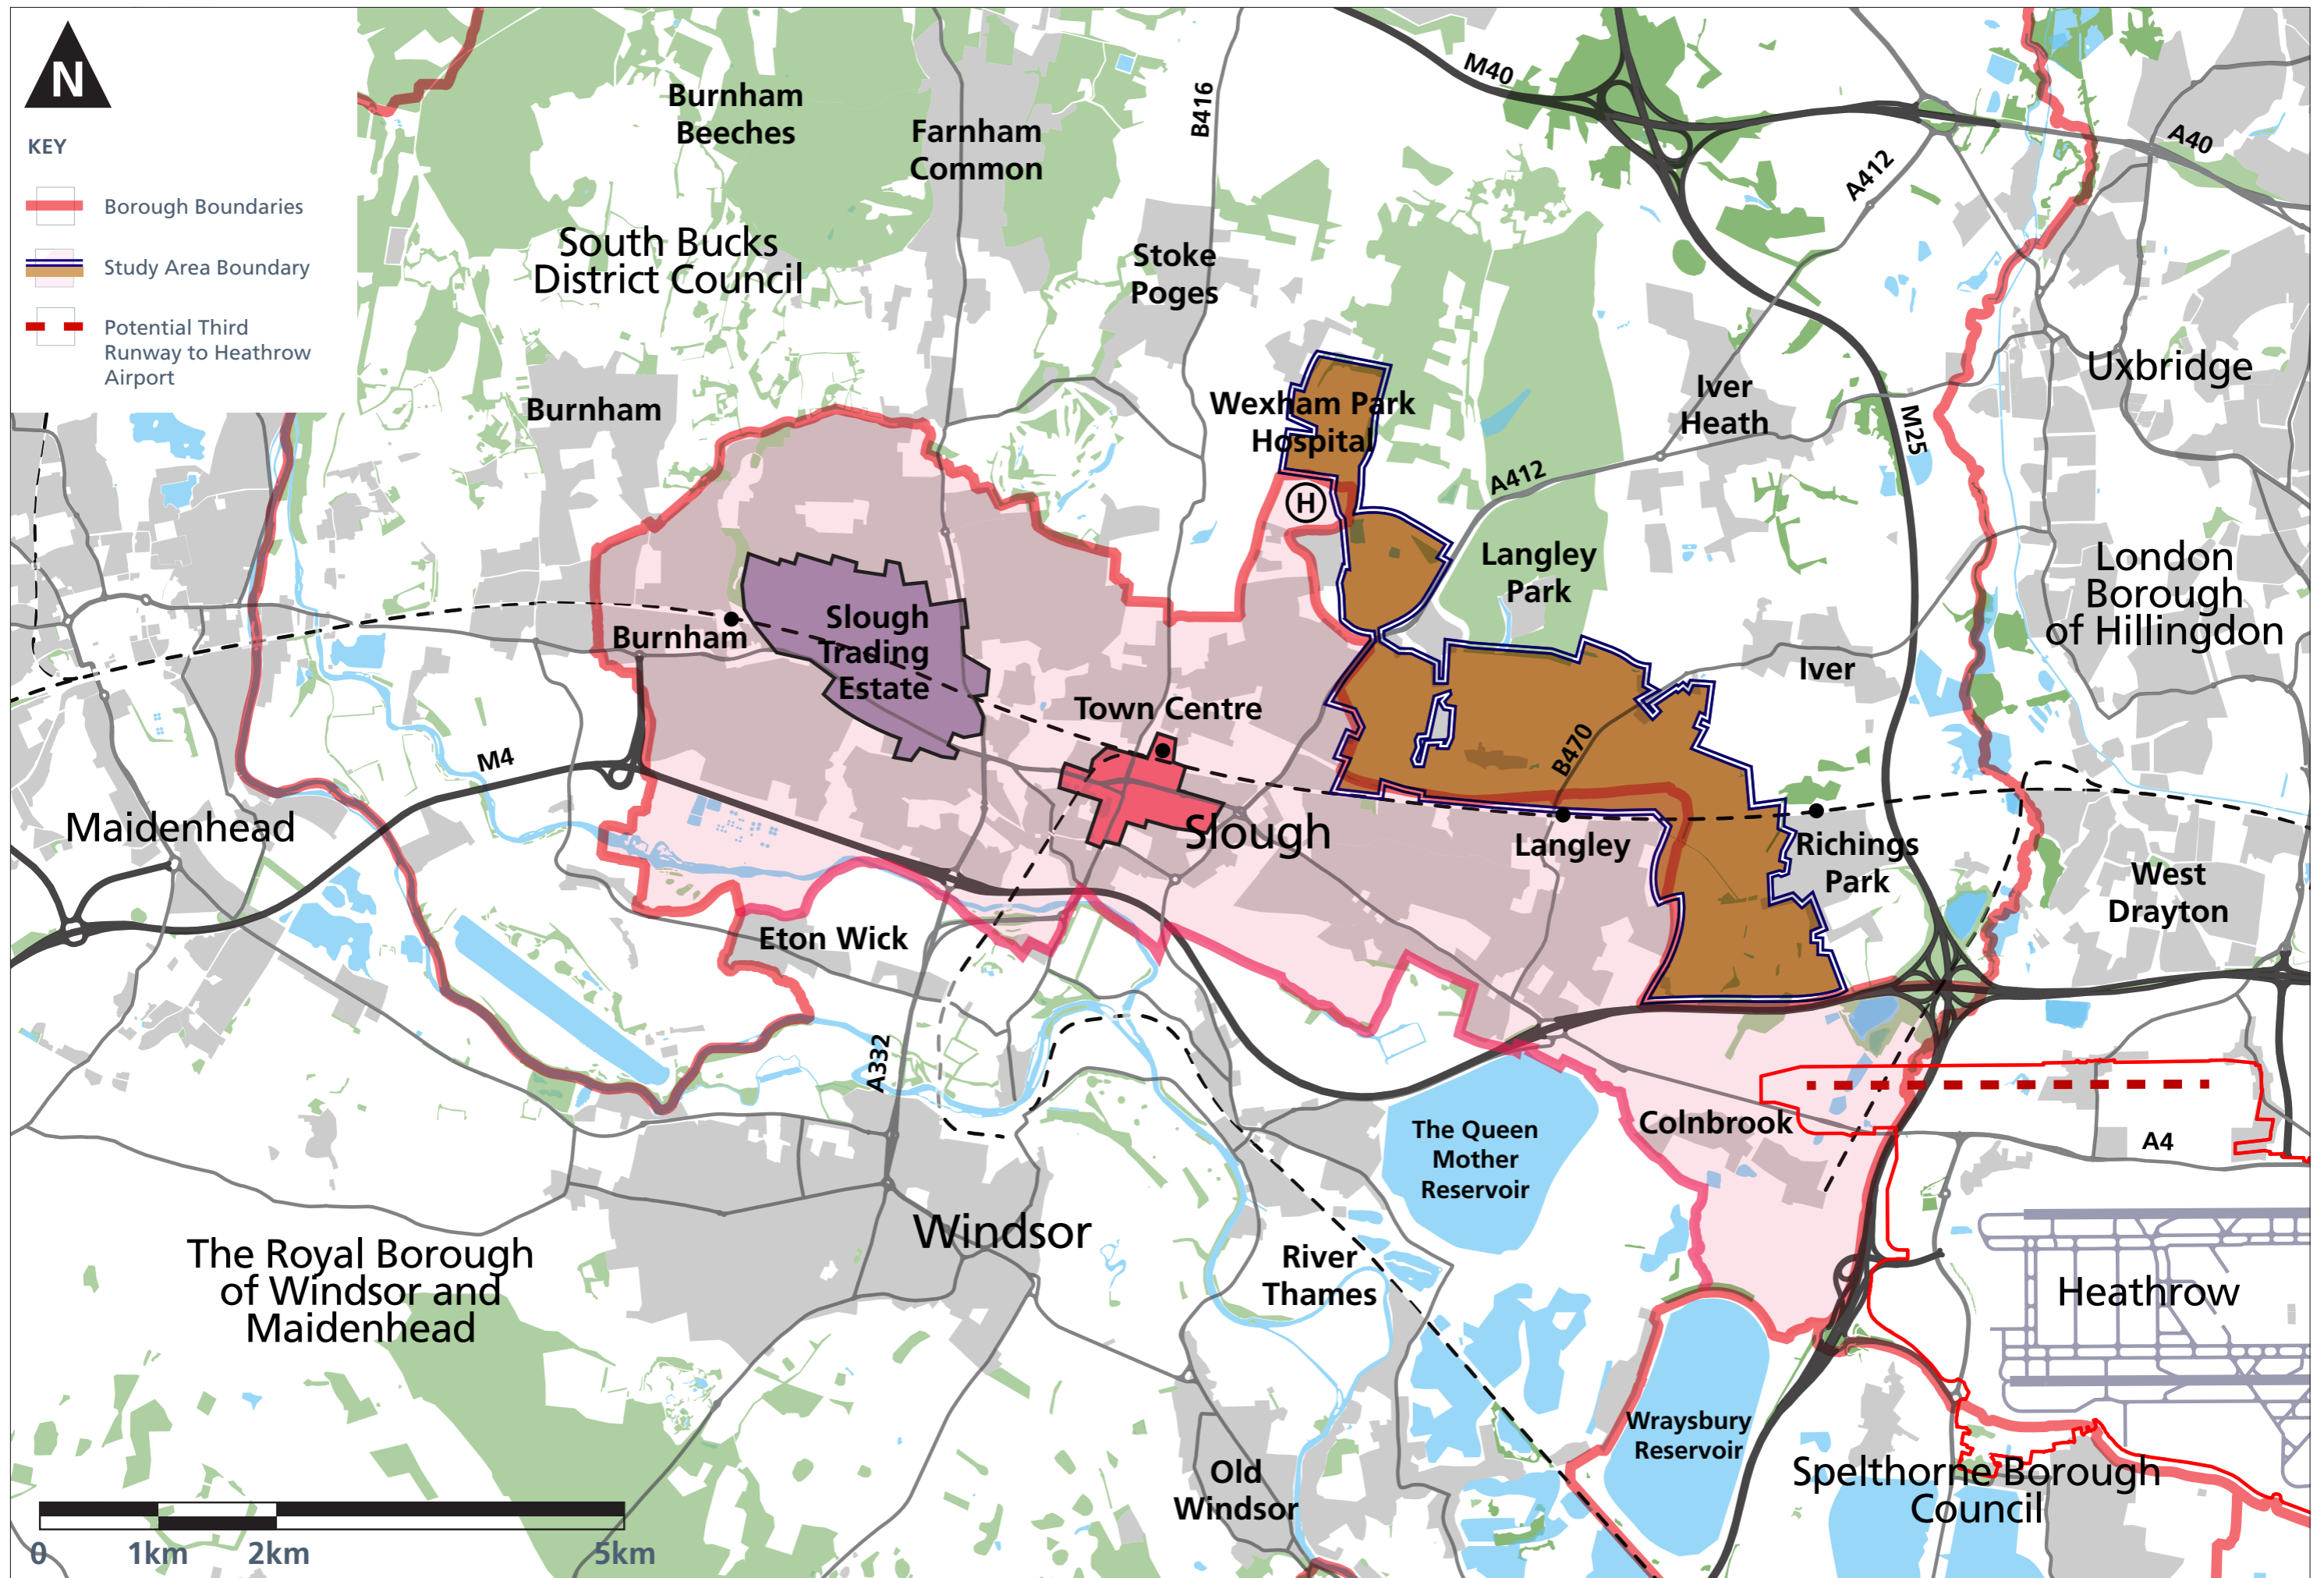 N
KEY
Borough Boundaries
Study Area Boundary
Potential Third
Runway to Heathrow
Airport
M40
B416
Burnham
Beeches
Farnham
Common
A40
A412
South Bucks
District Council
Stoke
Poges
Uxbridge
Burnham
Wexham Park
Hospital
Iver
Heath
M25
A412
H
Langley
Park
London
Borough
of Hillingdon
Burnham
Slough
Trading
Estate
Iver
Town Centre
B470
M4
Maidenhead
Slough
Langley
Richings
Park
West
Drayton
Eton Wick
A332
The Queen
Mother
Reservoir
Colnbrook
A4
Windsor
The Royal Borough
of Windsor and
Maidenhead
River
Thames
Heathrow
Wraysbury
Reservoir
Old
Windsor
Spelthorne Borough
Council
0 1km 2km 5km